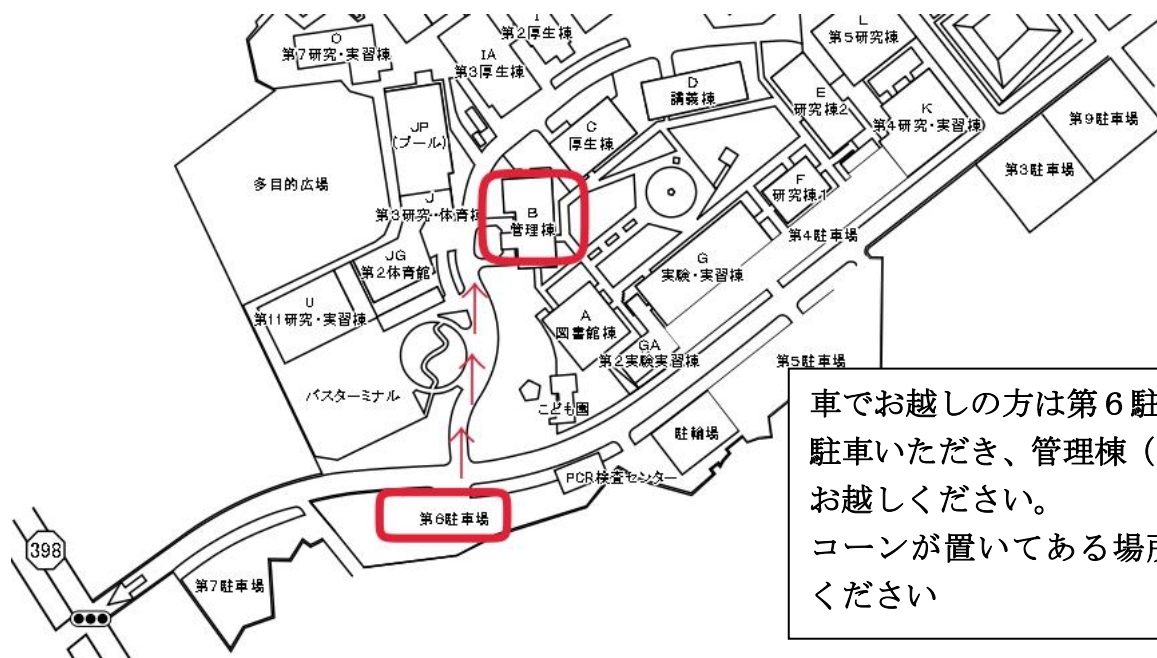 O
第7研究・実習棟
第2厚生棟
IA
第3厚生棟
L
第5研究棟
D
講義棟
E
研究棟2
K
第4研究・実習棟
第9駐車場
JP
(プール)
C
厚生棟
第3駐車場
多目的広場
F
研究棟1
J
第3研究・体育棟
B
管理棟
第4駐車場
JG
第2体育館
G
実験・実習棟
U
第11研究・実習棟
A
図書館棟
GA
第2実験実習棟
第5駐車場
バスターミナル
こども園
駐輪場
PCR検査センター
第6駐車場
398
第7駐車場
車でお越しの方は第6駐
駐車いただき、管理棟（
お越しください。
コーンが置いてある場所
ください